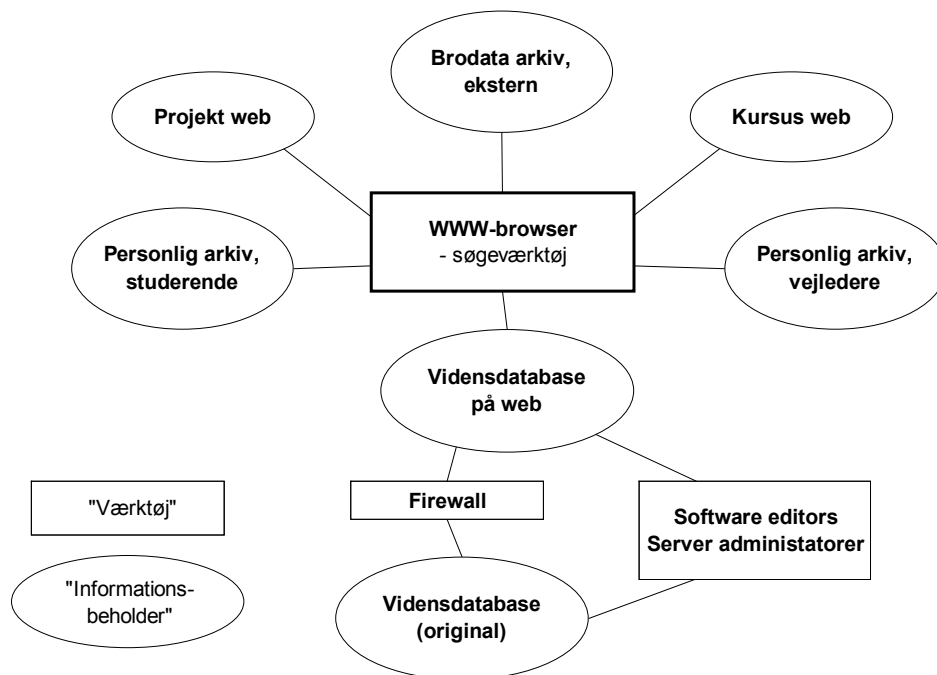 Brodata arkiv,
ekstern
Projekt web
Kursus web
WWW-browser
- søgeværktøj
Personlig arkiv,
studerende
Personlig arkiv,
vejledere
Vidensdatabase
på web
"Værktøj"
Firewall
Software editors
Server administatorer
"Informations-
beholder"
Vidensdatabase
(original)